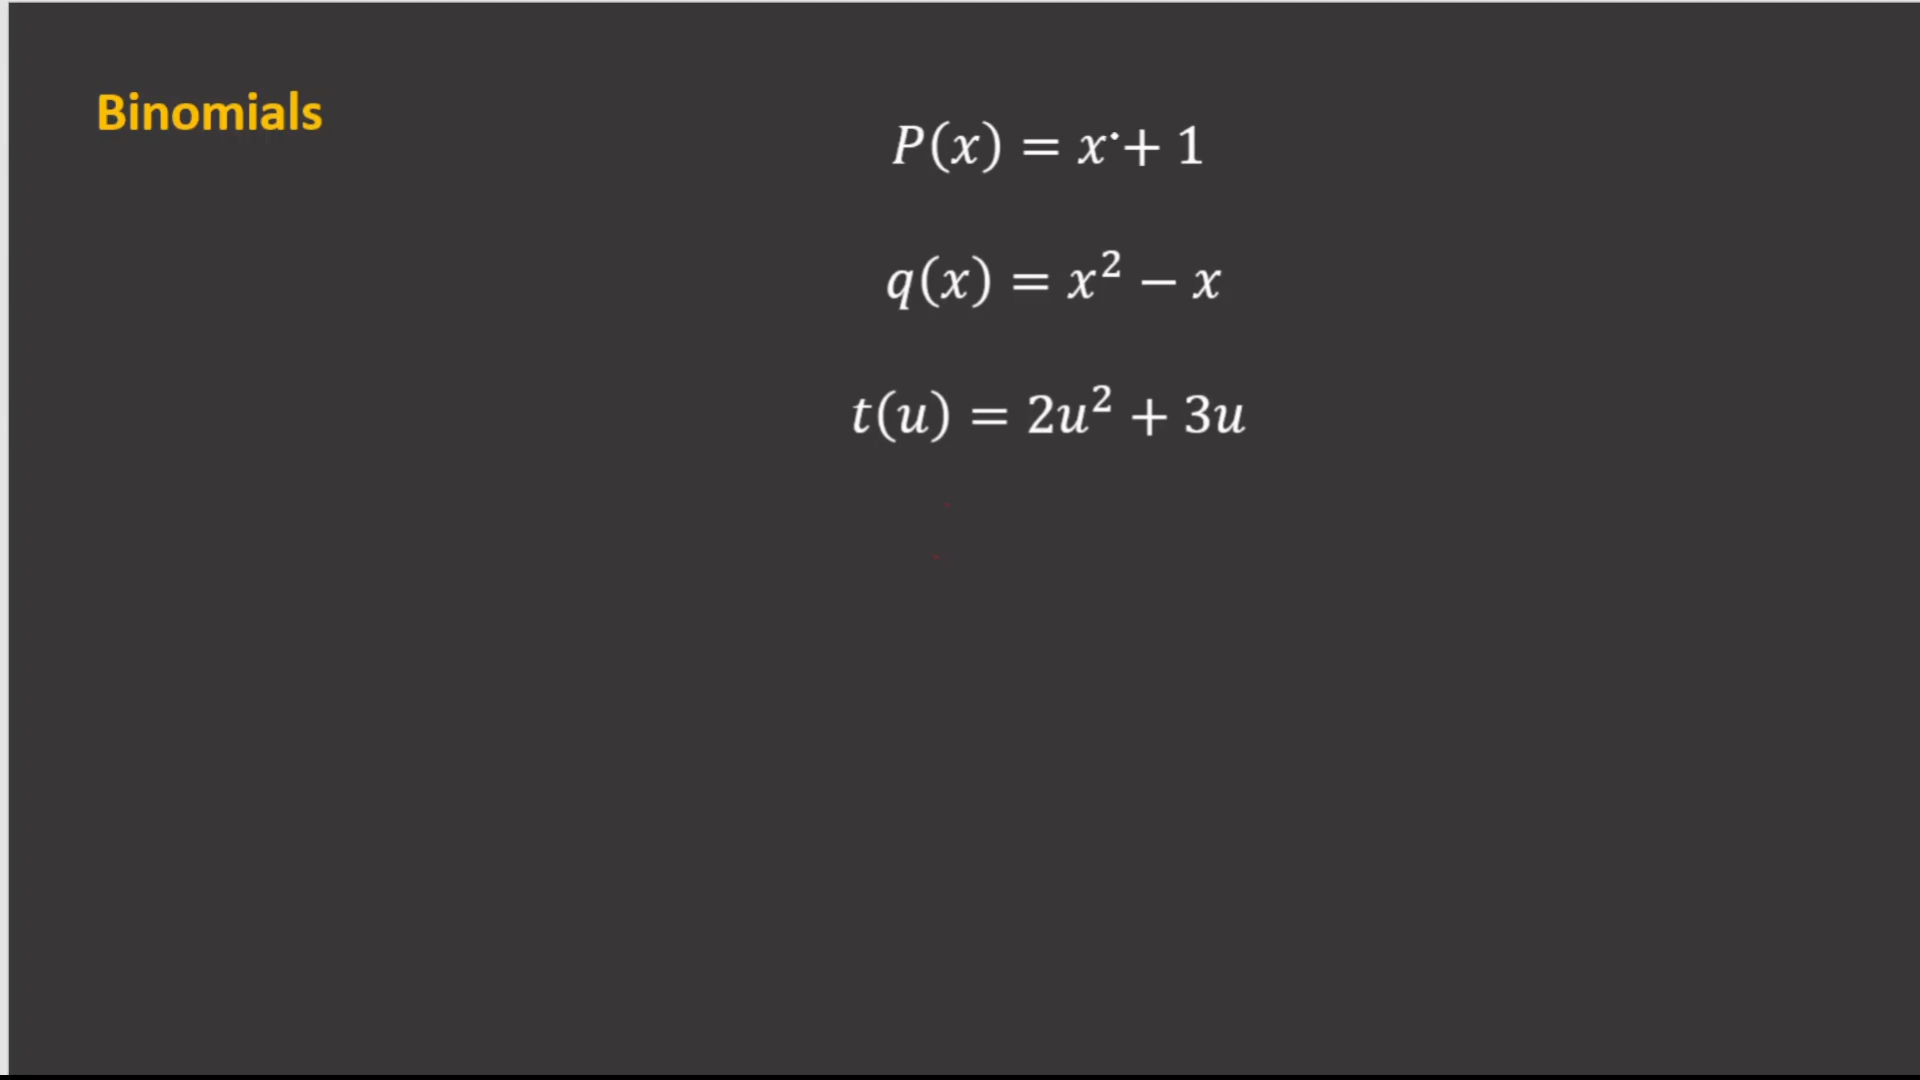 Binomials
P(x) = x + 1
q(x) = x² − x
t(u) = 2u² + 3u